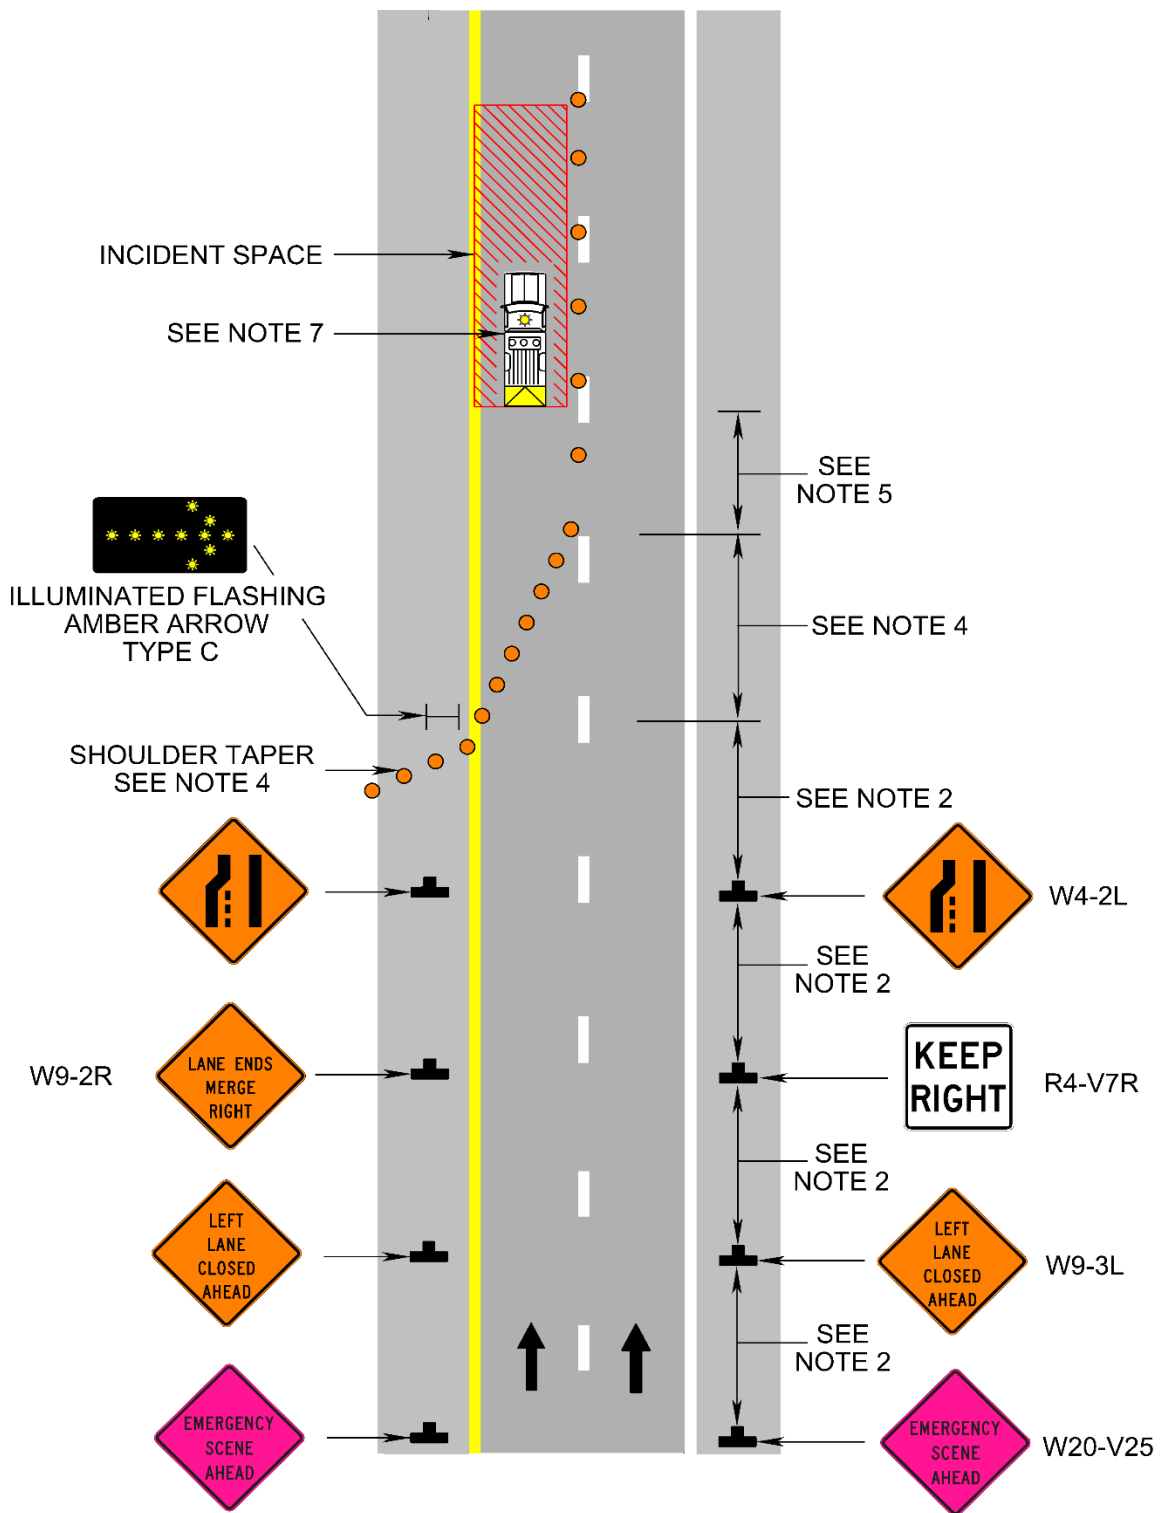 INCIDENT SPACE
SEE NOTE 7
SEE
NOTE 5
ILLUMINATED FLASHING
AMBER ARROW
TYPE C
SEE NOTE 4
SHOULDER TAPER
SEE NOTE 4
SEE NOTE 2
W4-2L
SEE
NOTE 2
W9-2R
LANE ENDS
MERGE
RIGHT
KEEP
RIGHT
R4-V7R
SEE
NOTE 2
LEFT
LANE
CLOSED
AHEAD
LEFT
LANE
CLOSED
AHEAD
W9-3L
SEE
NOTE 2
EMERGENCY
SCENE
AHEAD
EMERGENCY
SCENE
AHEAD
W20-V25